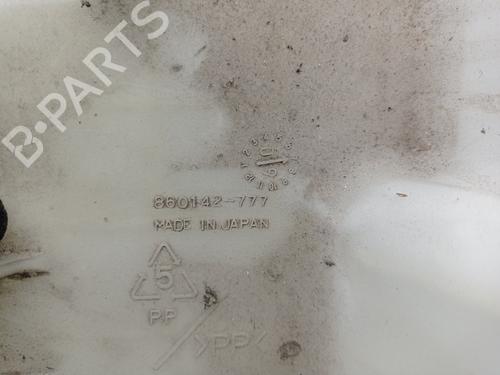 B-PARTS
860142-777
MADE IN JAPAN
5
PP
>PP<